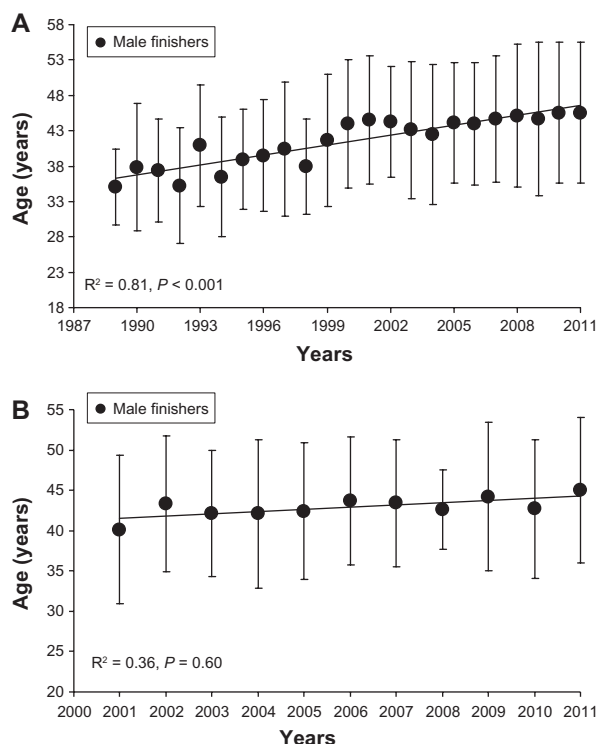 A
Male finishers
Age (years)
58
53
48
43
38
33
28
23
18
R² = 0.81, P < 0.001
1987 1990 1993 1996 1999 2002 2005 2008 2011
Years
B
Male finishers
Age (years)
55
50
45
40
35
30
25
20
R² = 0.36, P = 0.60
2000 2001 2002 2003 2004 2005 2006 2007 2008 2009 2010 2011
Years